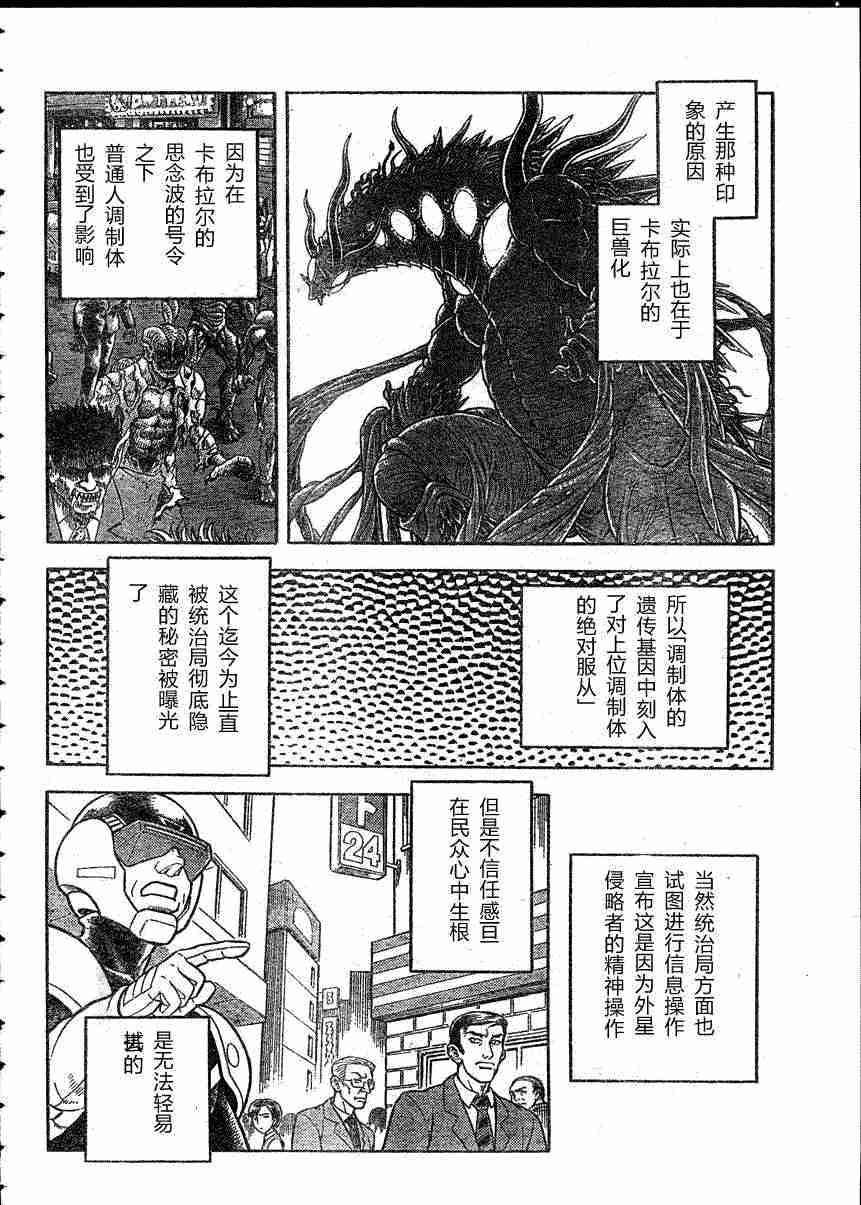 产生那种印
象的原因
实际上也在于
卡布拉尔的
巨兽化
因为在
卡布拉尔的
思念波的号令
之下
普通人调制体
也受到了影响
所以「调制体的
遗传基因中刻入
了对上位调制体
的绝对服从」
这个迄今为止一直
被统治局彻底隐
藏的秘密被曝光
了
当然统治局方面也
试图进行信息操作
宣布这是因为外星
侵略者的精神操作
但是不信任感已
在民众心中生根
ト
24
是无法轻易
的